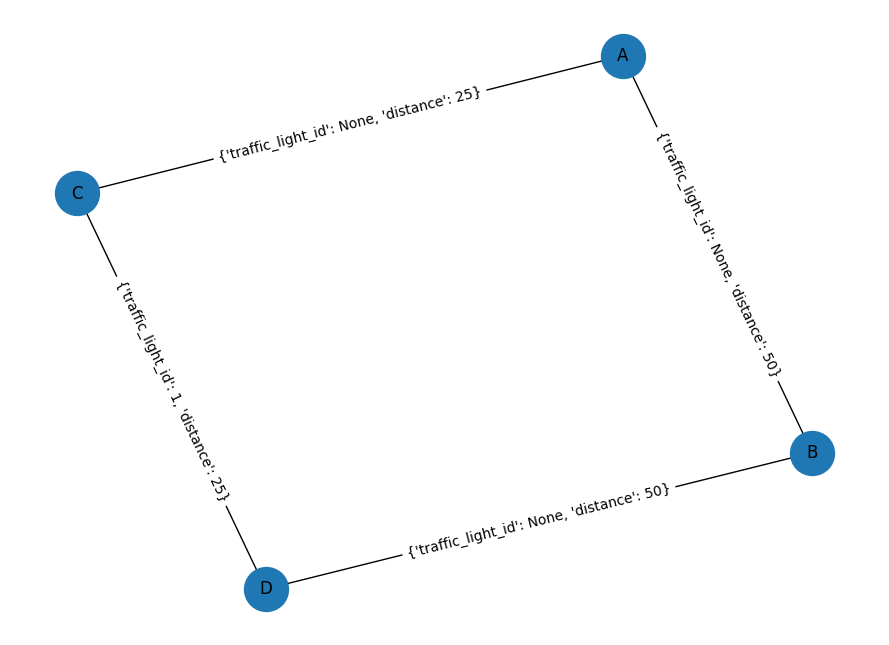 A
{'traffic_light_id': None, 'distance': 25}
C
{'traffic_light_id': None, 'distance': 50}
{'traffic_light_id': 1, 'distance': 25}
B
{'traffic_light_id': None, 'distance': 50}
D